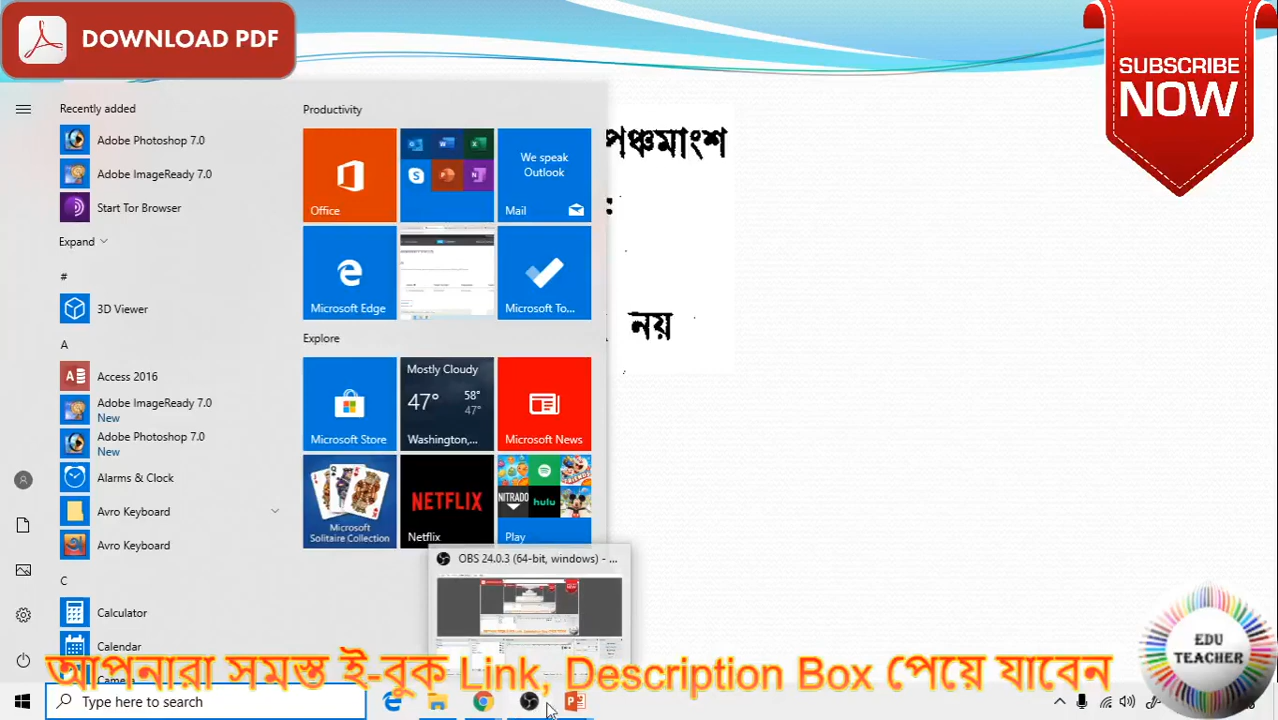 DOWNLOAD PDF
SUBSCRIBE
NOW
Recently added
Adobe Photoshop 7.0
Adobe ImageReady 7.0
Start Tor Browser
Expand
#
3D Viewer
A
Access 2016
Adobe ImageReady 7.0
New
Adobe Photoshop 7.0
New
Alarms & Clock
Avro Keyboard
Avro Keyboard
C
Calculator
Calendar
Productivity
Office
We speak
Outlook
Mail
Microsoft Edge
Microsoft To...
Explore
Microsoft Store
Mostly Cloudy
47° 58°
47°
Washington,...
Microsoft News
Microsoft
Solitaire Collection
NETFLIX
Netflix
NITRADO
hulu
Play
OBS 24.0.3 (64-bit, windows) - ...
পঞ্চমাংশ
নয়
EDU
TEACHER
আপনারা সমস্ত ই-বুক Link, Description Box পেয়ে যাবেন
Type here to search